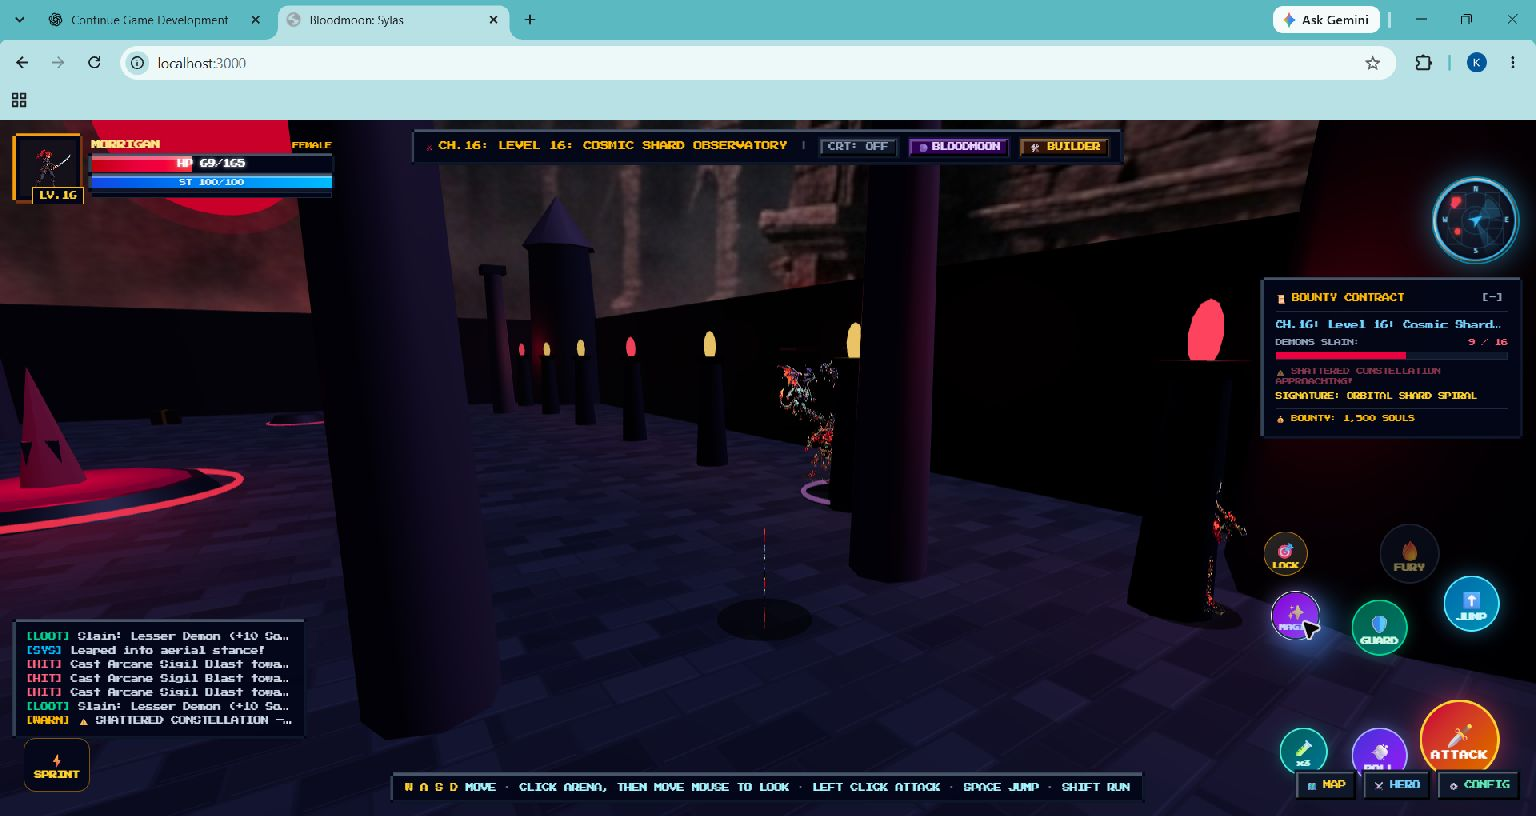 Continue Game Development
Bloodmoon: Sylas
Ask Gemini
localhost:3000
K
MORRIGAN
FEMALE
HP 69/165
ST 100/100
LV.16
CH.16: LEVEL 16: COSMIC SHARD OBSERVATORY
CRT: OFF
BLOODMOON
BUILDER
N
W
E
S
BOUNTY CONTRACT
[-]
CH.16: Level 16: Cosmic Shard…
DEMONS SLAIN:
9 / 16
SHATTERED CONSTELLATION
APPROACHING!
SIGNATURE: ORBITAL SHARD SPIRAL
BOUNTY: 1,500 SOULS
LOCK
FURY
MAGIC
GUARD
JUMP
[LOOT] Slain: Lesser Demon (+10 So…
[SYS] Leaped into aerial stance!
[HIT] Cast Arcane Sigil Blast towa…
[HIT] Cast Arcane Sigil Blast towa…
[HIT] Cast Arcane Sigil Blast towa…
[LOOT] Slain: Lesser Demon (+10 So…
[WARN] ⚠ SHATTERED CONSTELLATION —…
SPRINT
x3
ROLL
ATTACK
W A S D MOVE · CLICK ARENA, THEN MOVE MOUSE TO LOOK · LEFT CLICK ATTACK · SPACE JUMP · SHIFT RUN
MAP
HERO
CONFIG